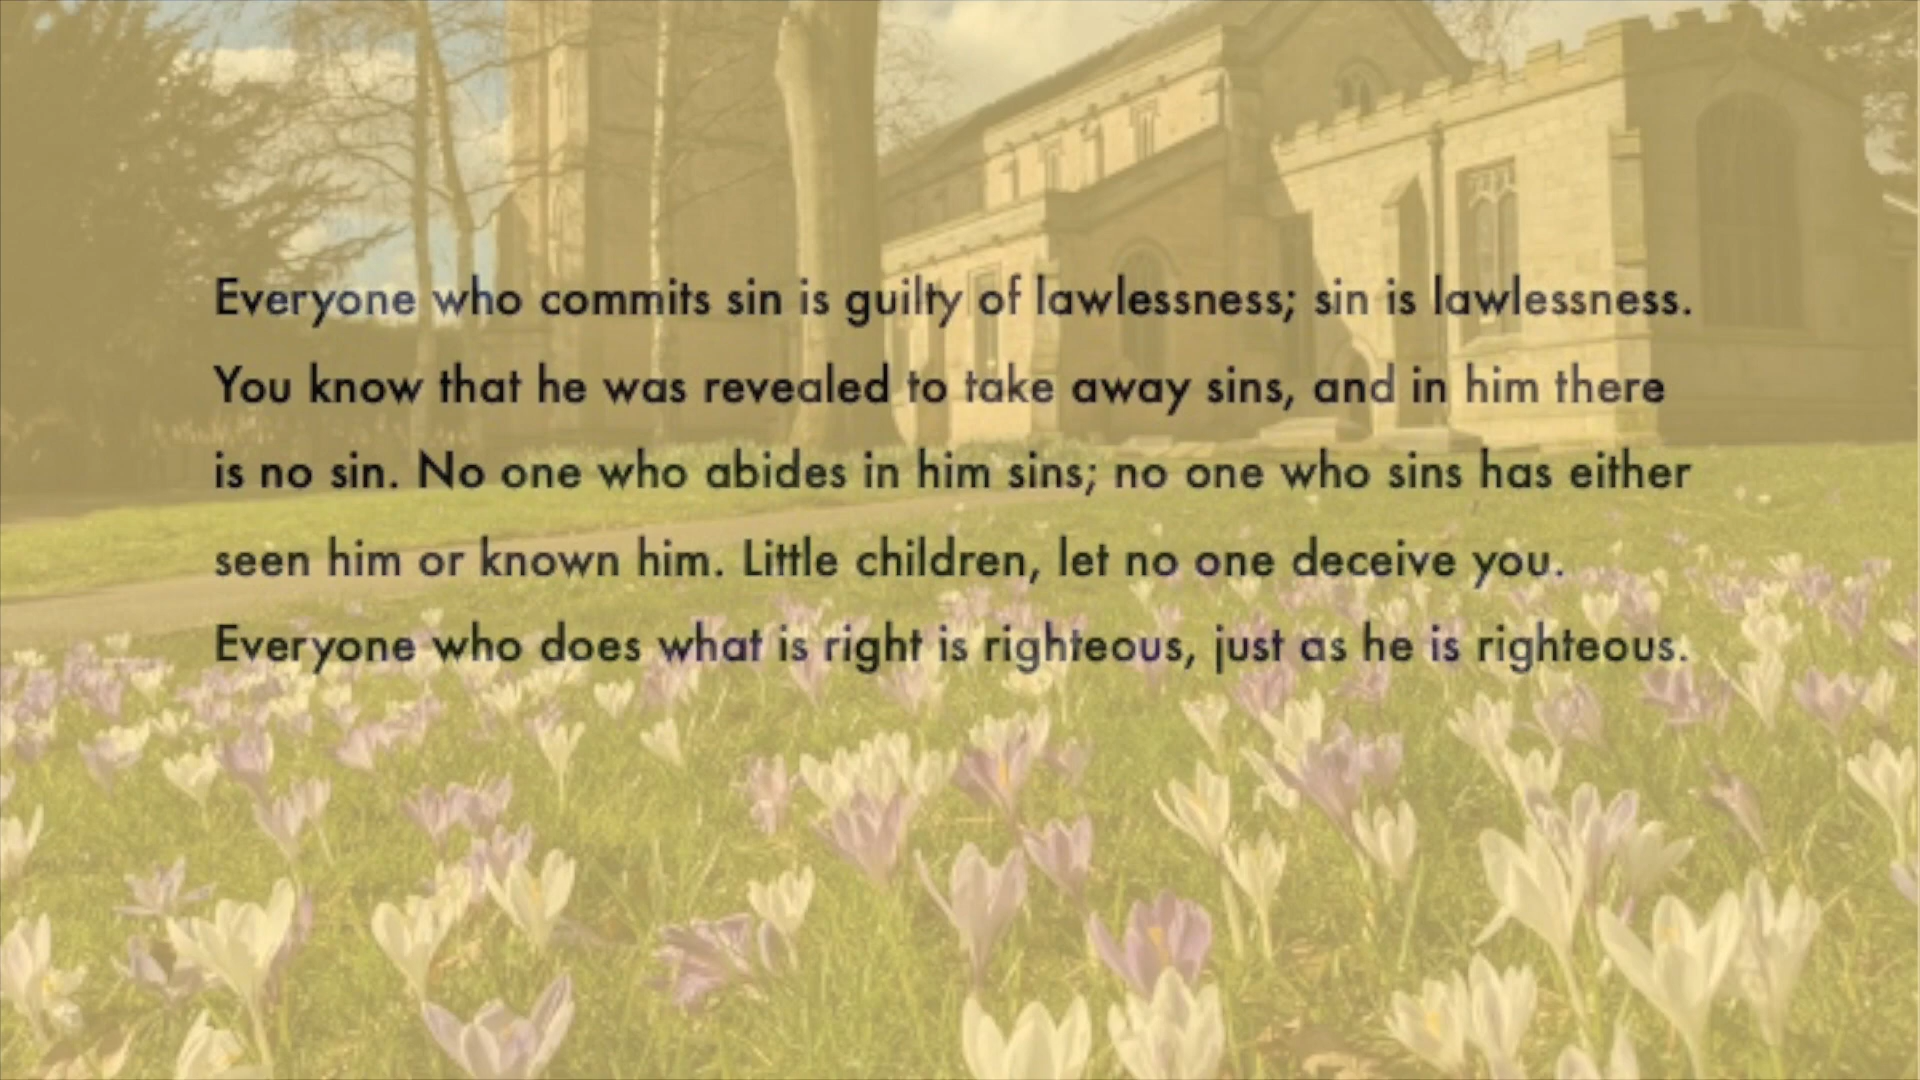 Everyone who commits sin is guilty of lawlessness; sin is lawlessness.
You know that he was revealed to take away sins, and in him there
is no sin. No one who abides in him sins; no one who sins has either
seen him or known him. Little children, let no one deceive you.
Everyone who does what is right is righteous, just as he is righteous.